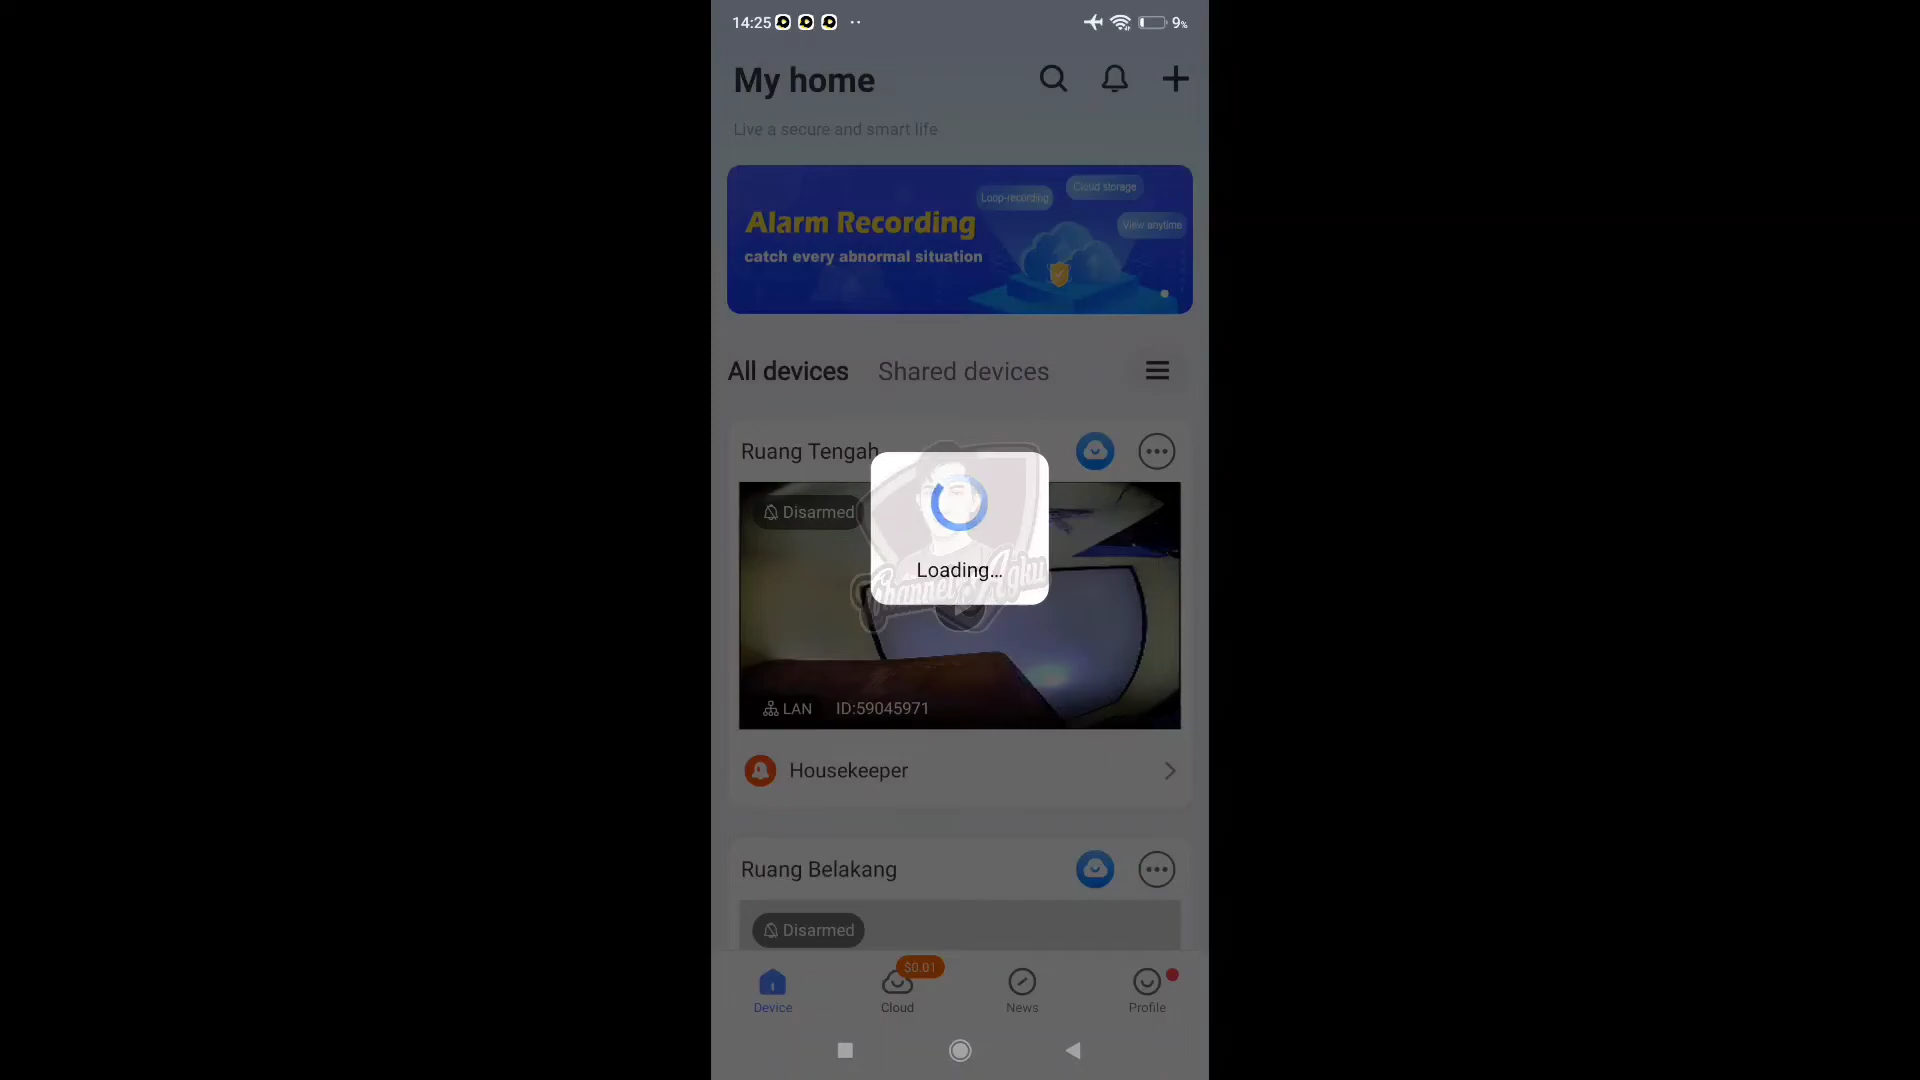 14:25
9%
My home
Live a secure and smart life
Loop-recording
Cloud storage
View anytime
Alarm Recording
catch every abnormal situation
All devices
Shared devices
Ruang Tengah
Disarmed
Loading...
Channel Agku
LAN
ID:59045971
Housekeeper
Ruang Belakang
Disarmed
$0.01
Device
Cloud
News
Profile